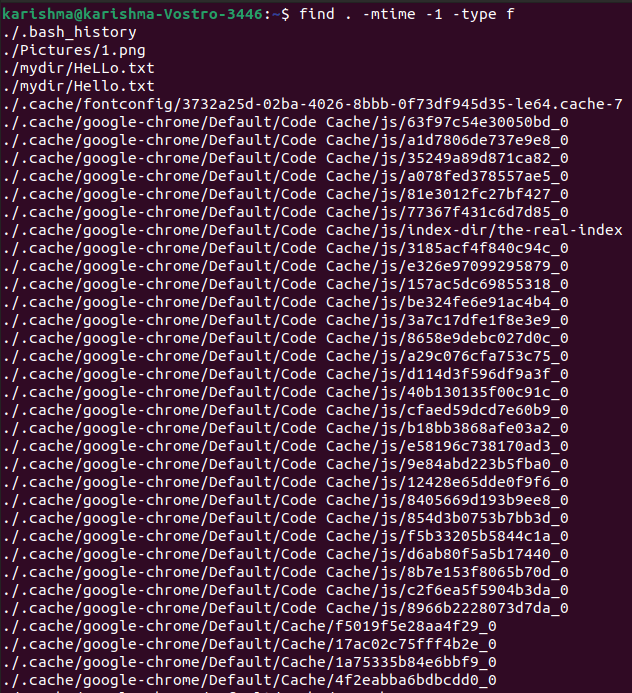 karishma@karishma-Vostro-3446:~$ find . -mtime -1 -type f
./.bash_history
./Pictures/1.png
./mydir/HeLLo.txt
./mydir/Hello.txt
./.cache/fontconfig/3732a25d-02ba-4026-8bbb-0f73df945d35-le64.cache-7
./.cache/google-chrome/Default/Code Cache/js/63f97c54e30050bd_0
./.cache/google-chrome/Default/Code Cache/js/a1d7806de737e9e8_0
./.cache/google-chrome/Default/Code Cache/js/35249a89d871ca82_0
./.cache/google-chrome/Default/Code Cache/js/a078fed378557ae5_0
./.cache/google-chrome/Default/Code Cache/js/81e3012fc27bf427_0
./.cache/google-chrome/Default/Code Cache/js/77367f431c6d7d85_0
./.cache/google-chrome/Default/Code Cache/js/index-dir/the-real-index
./.cache/google-chrome/Default/Code Cache/js/3185acf4f840c94c_0
./.cache/google-chrome/Default/Code Cache/js/e326e97099295879_0
./.cache/google-chrome/Default/Code Cache/js/157ac5dc69855318_0
./.cache/google-chrome/Default/Code Cache/js/be324fe6e91ac4b4_0
./.cache/google-chrome/Default/Code Cache/js/3a7c17dfe1f8e3e9_0
./.cache/google-chrome/Default/Code Cache/js/8658e9debc027d0c_0
./.cache/google-chrome/Default/Code Cache/js/a29c076cfa753c75_0
./.cache/google-chrome/Default/Code Cache/js/d114d3f596df9a3f_0
./.cache/google-chrome/Default/Code Cache/js/40b130135f00c91c_0
./.cache/google-chrome/Default/Code Cache/js/cfaed59dcd7e60b9_0
./.cache/google-chrome/Default/Code Cache/js/b18bb3868afe03a2_0
./.cache/google-chrome/Default/Code Cache/js/e58196c738170ad3_0
./.cache/google-chrome/Default/Code Cache/js/9e84abd223b5fba0_0
./.cache/google-chrome/Default/Code Cache/js/12428e65dde0f9f6_0
./.cache/google-chrome/Default/Code Cache/js/8405669d193b9ee8_0
./.cache/google-chrome/Default/Code Cache/js/854d3b0753b7bb3d_0
./.cache/google-chrome/Default/Code Cache/js/f5b33205b5844c1a_0
./.cache/google-chrome/Default/Code Cache/js/d6ab80f5a5b17440_0
./.cache/google-chrome/Default/Code Cache/js/8b7e153f8065b70d_0
./.cache/google-chrome/Default/Code Cache/js/c2f6ea5f5904b3da_0
./.cache/google-chrome/Default/Code Cache/js/8966b2228073d7da_0
./.cache/google-chrome/Default/Cache/f5019f5e28aa4f29_0
./.cache/google-chrome/Default/Cache/17ac02c75fff4b2e_0
./.cache/google-chrome/Default/Cache/1a75335b84e6bbf9_0
./.cache/google-chrome/Default/Cache/4f2eabba6bdbcdd0_0